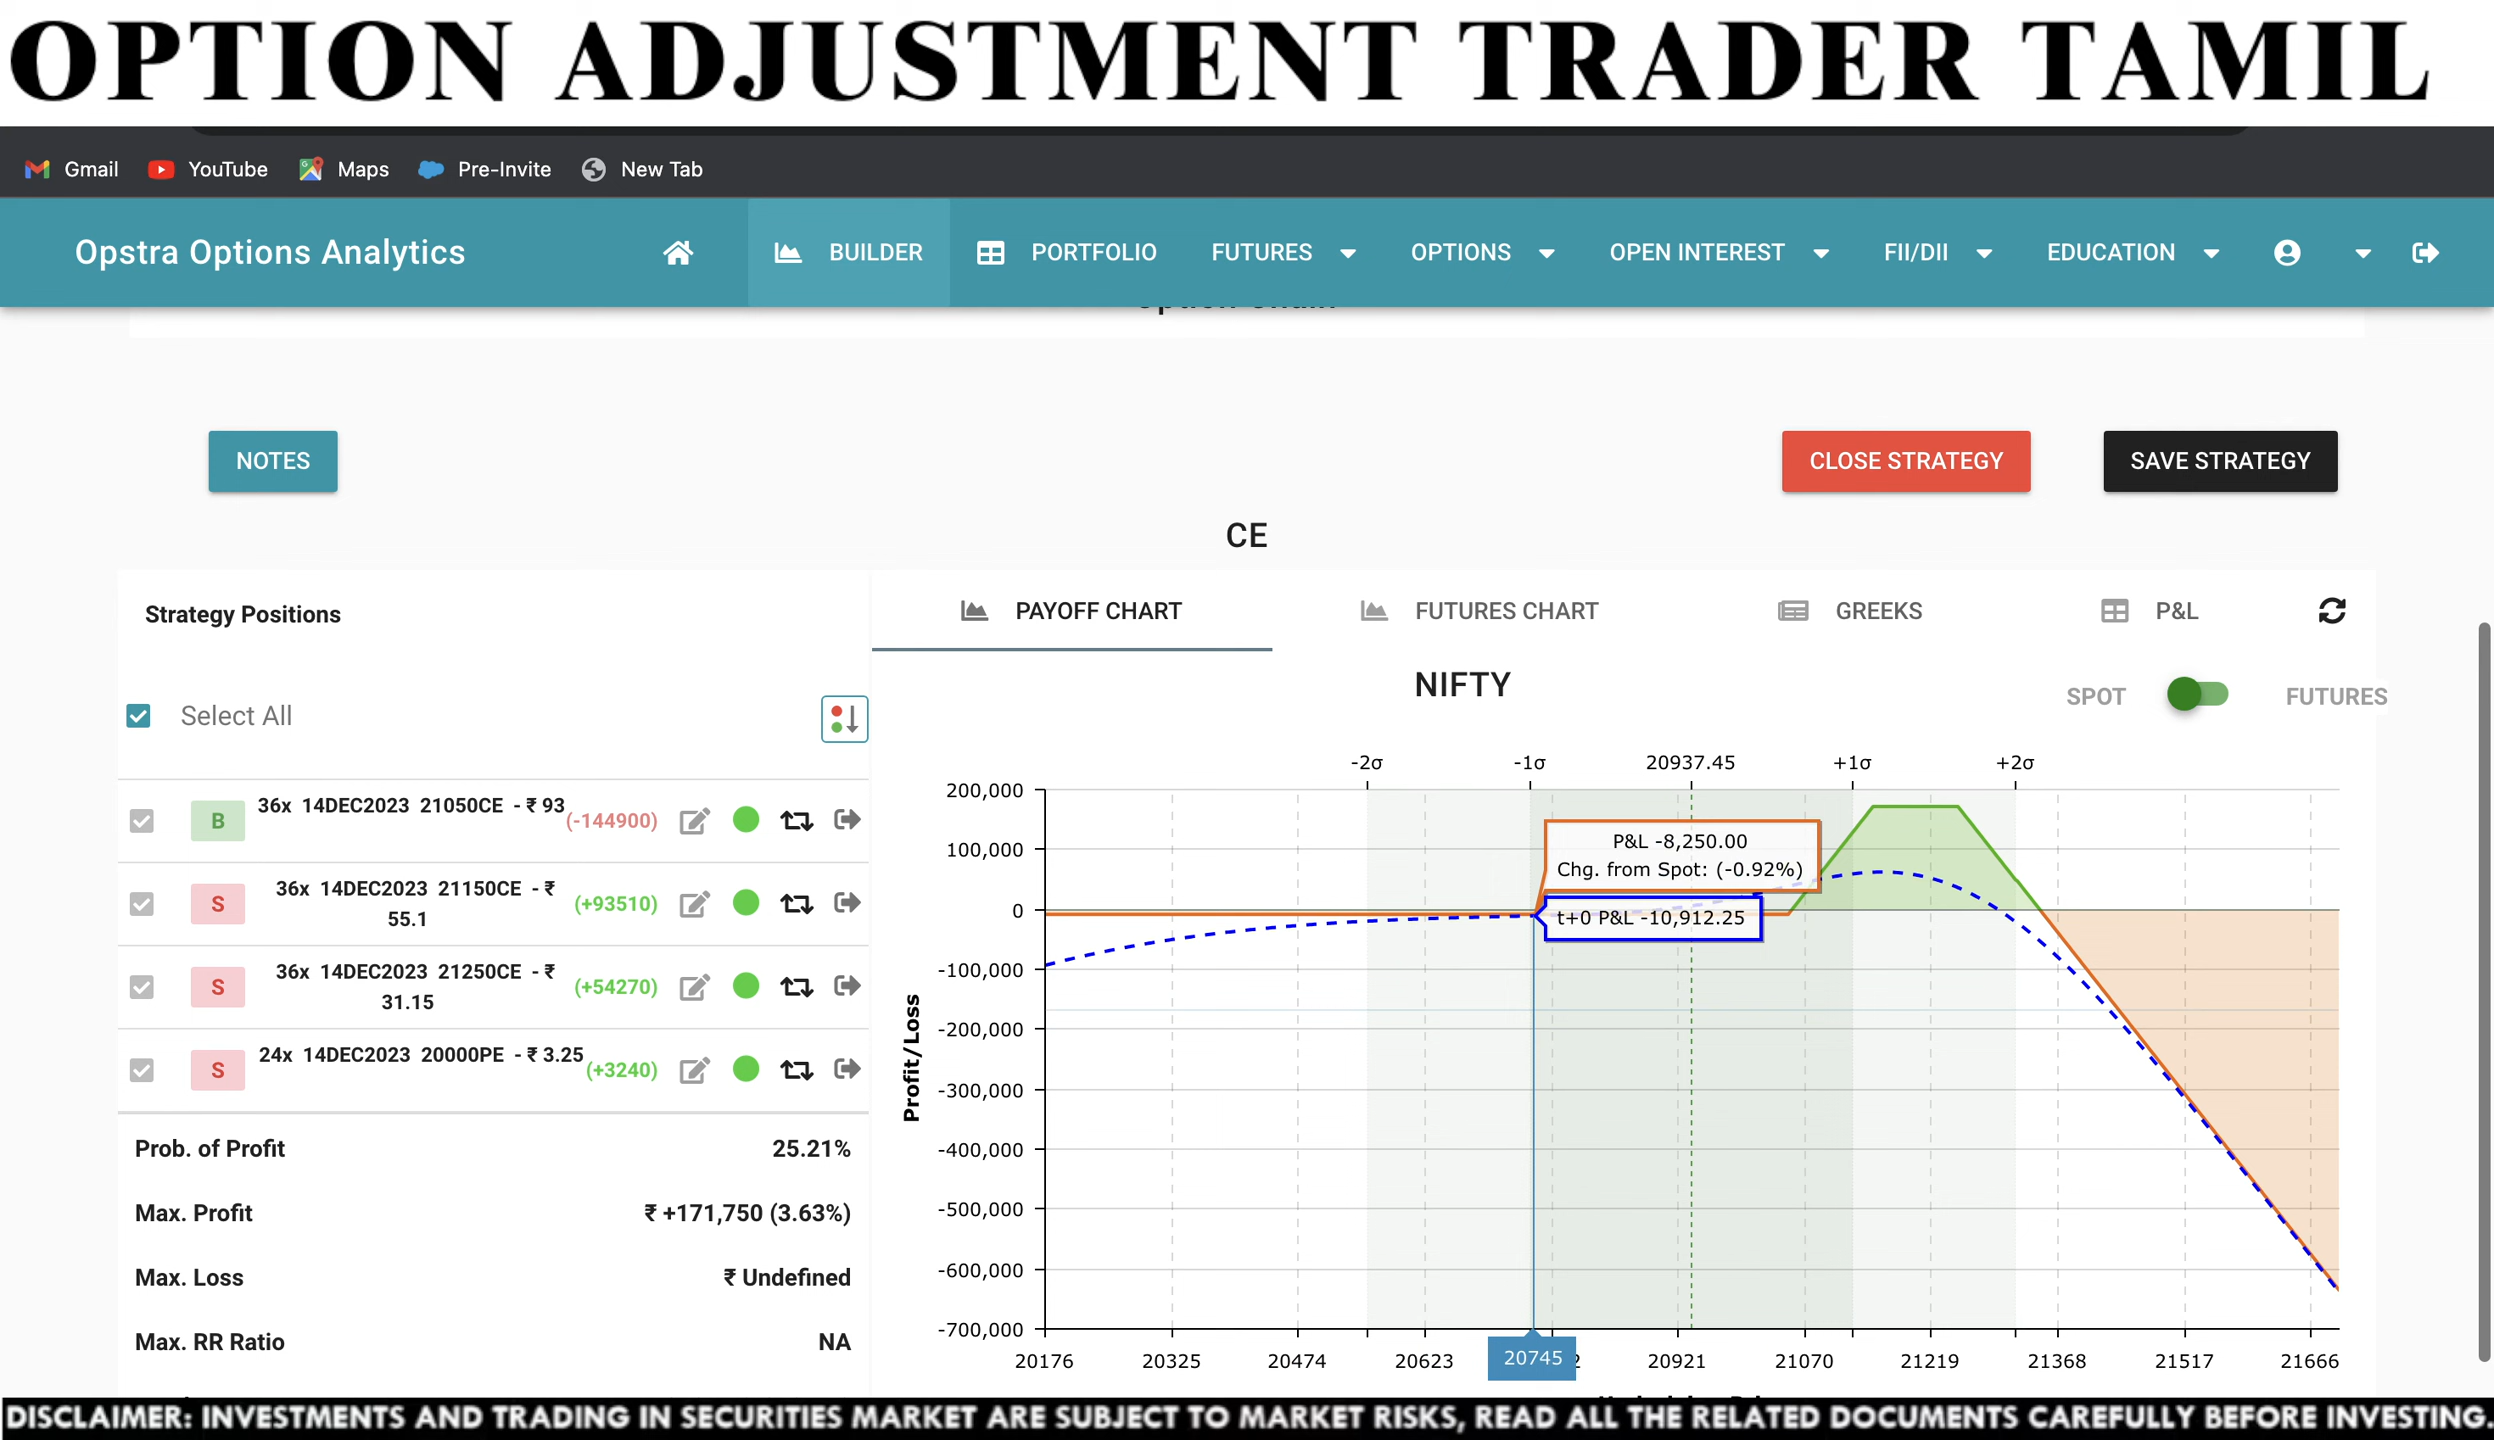 OPTION ADJUSTMENT TRADER TAMIL
Gmail YouTube Maps Pre-Invite New Tab
Opstra Options Analytics BUILDER PORTFOLIO FUTURES OPTIONS OPEN INTEREST FII/DII EDUCATION
NOTES CLOSE STRATEGY SAVE STRATEGY
CE
Strategy Positions
Select All
B 36x 14DEC2023 21050CE - ₹ 93 (-144900)
S 36x 14DEC2023 21150CE - ₹
55.1 (+93510)
S 36x 14DEC2023 21250CE - ₹
31.15 (+54270)
S 24x 14DEC2023 20000PE - ₹ 3.25 (+3240)
Prob. of Profit 25.21%
Max. Profit ₹ +171,750 (3.63%)
Max. Loss ₹ Undefined
Max. RR Ratio NA
PAYOFF CHART FUTURES CHART GREEKS P&L
NIFTY
SPOT FUTURES
-2σ -1σ 20937.45 +1σ +2σ
200,000
100,000
0
-100,000
-200,000
-300,000
-400,000
-500,000
-600,000
-700,000
Profit/Loss
P&L -8,250.00
Chg. from Spot: (-0.92%)
t+0 P&L -10,912.25
20176 20325 20474 20623 20745 20921 21070 21219 21368 21517 21666
DISCLAIMER: INVESTMENTS AND TRADING IN SECURITIES MARKET ARE SUBJECT TO MARKET RISKS, READ ALL THE RELATED DOCUMENTS CAREFULLY BEFORE INVESTING.